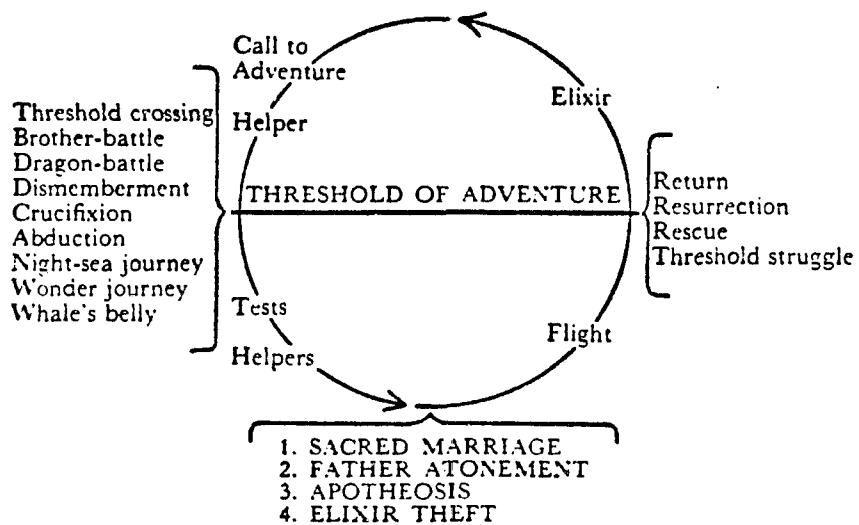 Call to
Adventure
Helper
Threshold crossing
Brother-battle
Dragon-battle
Dismemberment
Crucifixion
Abduction
Night-sea journey
Wonder journey
Whale's belly
THRESHOLD OF ADVENTURE
Elixir
Return
Resurrection
Rescue
Threshold struggle
Tests
Helpers
Flight
1. SACRED MARRIAGE
2. FATHER ATONEMENT
3. APOTHEOSIS
4. ELIXIR THEFT